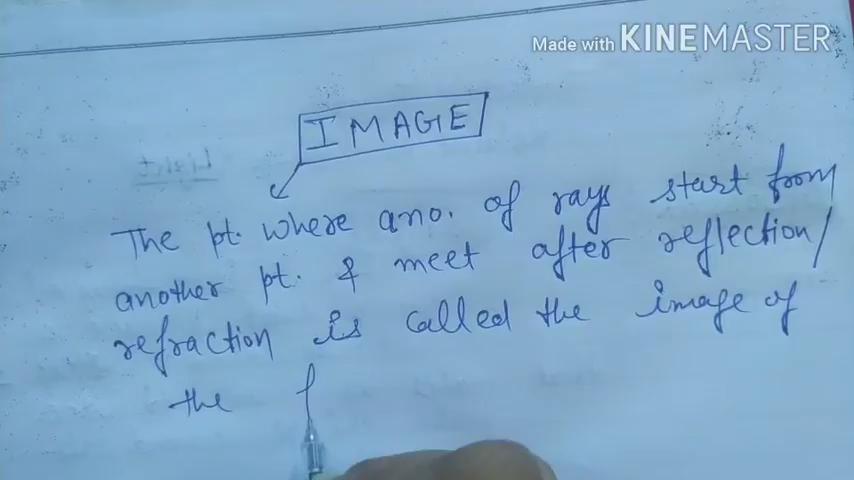 Made with KINEMASTER
IMAGE
The pt. where a no. of rays start from
another pt. & meet after reflection/
refraction is called the image of
the